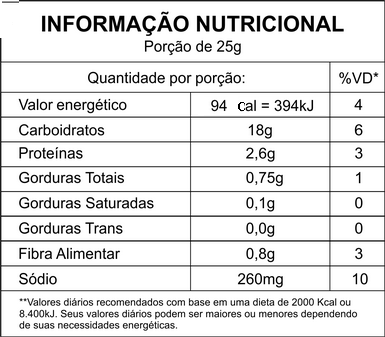 INFORMAÇÃO NUTRICIONAL
Porção de 25g
Quantidade por porção: %VD*
Valor energético 94 cal = 394kJ 4
Carboidratos 18g 6
Proteínas 2,6g 3
Gorduras Totais 0,75g 1
Gorduras Saturadas 0,1g 0
Gorduras Trans 0,0g 0
Fibra Alimentar 0,8g 3
Sódio 260mg 10
**Valores diários recomendados com base em uma dieta de 2000 Kcal ou
8.400kJ. Seus valores diários podem ser maiores ou menores dependendo
de suas necessidades energéticas.